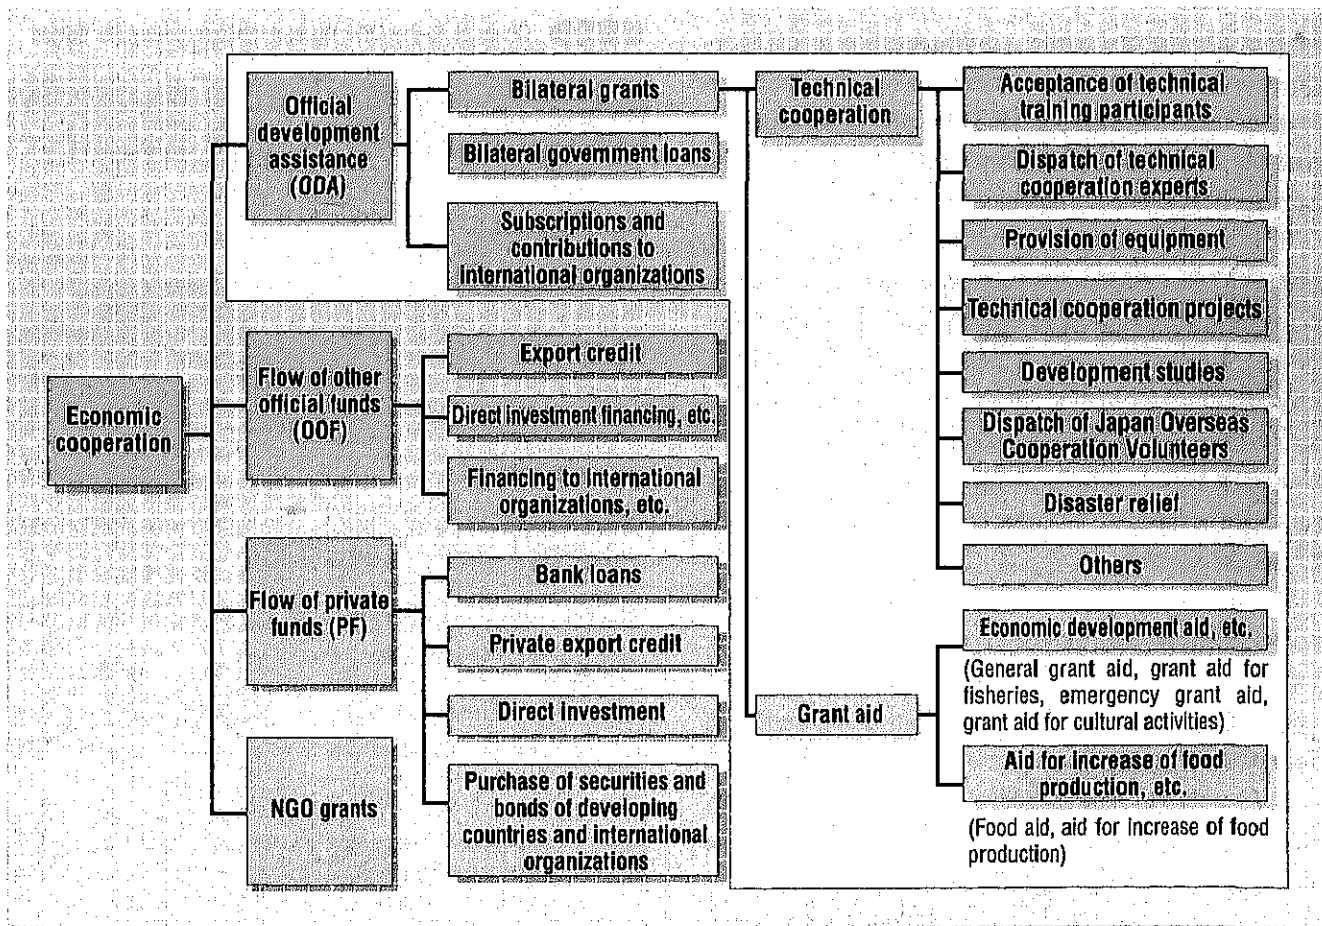 Economic
cooperation
Official
development
assistance
(ODA)
Bilateral grants
Bilateral government loans
Subscriptions and
contributions to
international organizations
Technical
cooperation
Acceptance of technical
training participants
Dispatch of technical
cooperation experts
Provision of equipment
Technical cooperation projects
Development studies
Dispatch of Japan Overseas
Cooperation Volunteers
Disaster relief
Others
Grant aid
Economic development aid, etc.
(General grant aid, grant aid for
fisheries, emergency grant aid,
grant aid for cultural activities)
Aid for increase of food
production, etc.
(Food aid, aid for increase of food
production)
Flow of other
official funds
(OOF)
Export credit
Direct investment financing, etc.
Financing to international
organizations, etc.
Flow of private
funds (PF)
Bank loans
Private export credit
Direct investment
Purchase of securities and
bonds of developing
countries and international
organizations
NGO grants